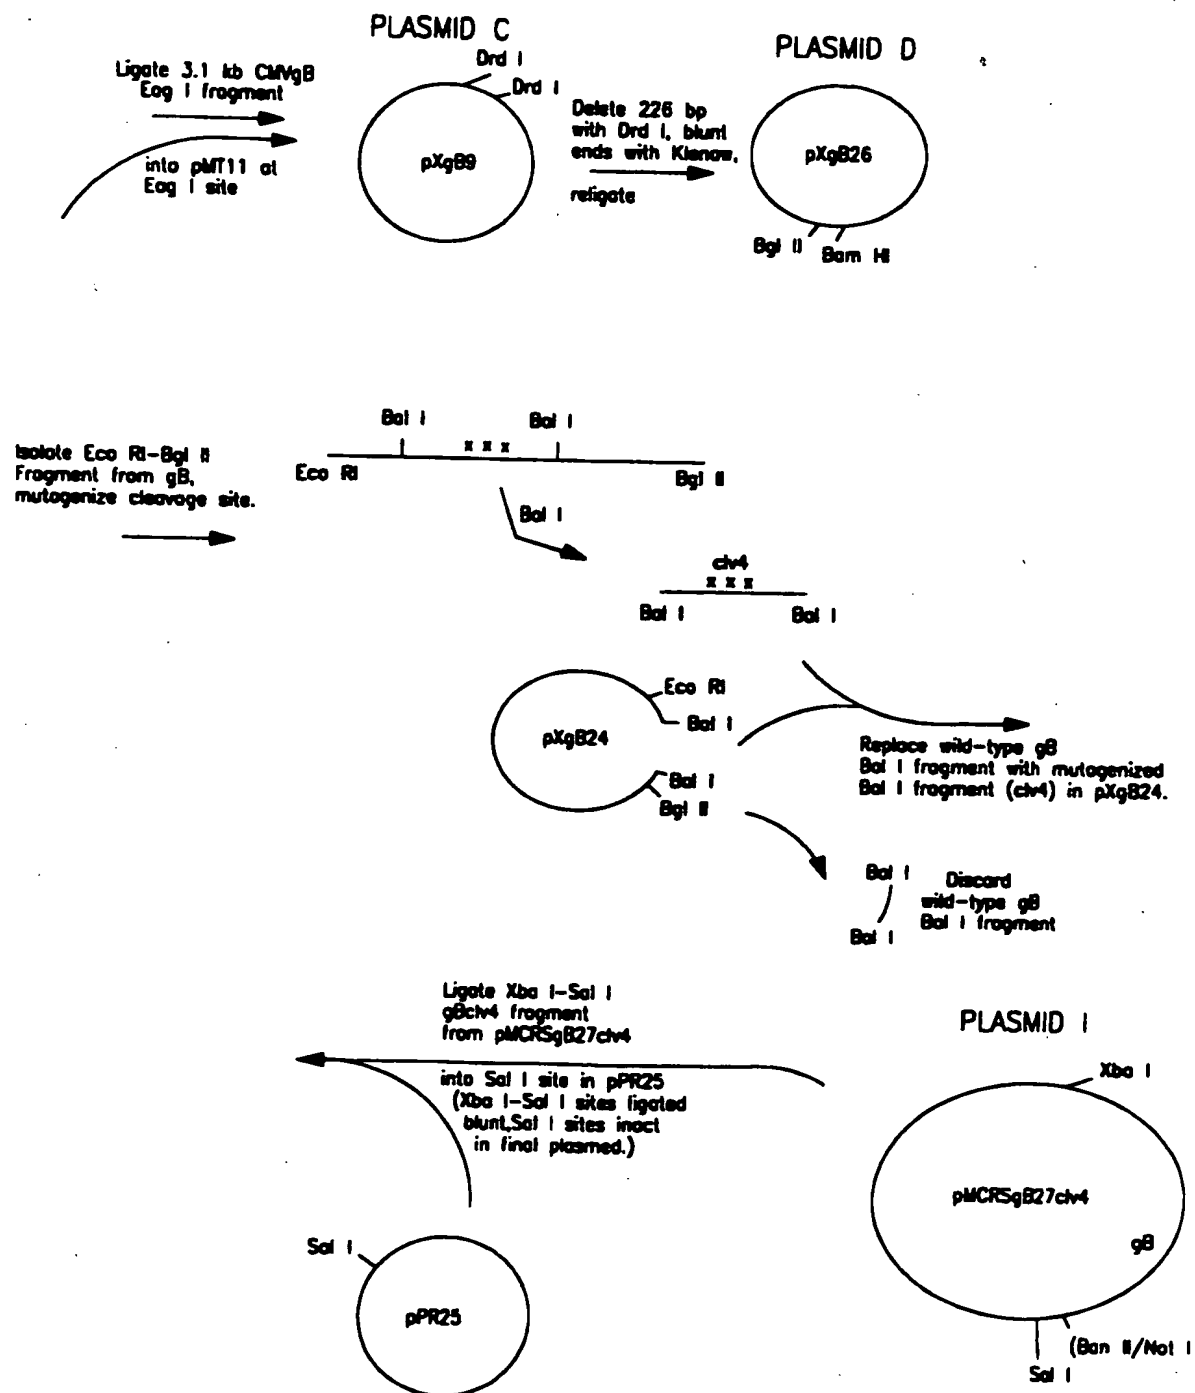 PLASMID C
Drd I
Drd I
Ligate 3.1 kb CMVgB
Eag I fragment
into pMT11 at
Eag I site
pXgB9
Delete 226 bp
with Drd I, blunt
ends with Klenow,
religate
PLASMID D
pXgB26
Bgl II
Bam HI
Isolate Eco RI-Bgl II
Fragment from gB,
mutogenize cleavage site.
Bal I
Bal I
x x x
Eco RI
Bgl II
Bal I
clv4
x x x
Bal I
Bal I
Eco RI
Bal I
pXgB24
Bal I
Bgl II
Replace wild-type gB
Bal I fragment with mutogenized
Bal I fragment (clv4) in pXgB24.
Bal I
Bal I
Discard
wild-type gB
Bal I fragment
Ligate Xba I-Sal I
gBclv4 fragment
from pMCRSgB27clv4
into Sal I site in pPR25
(Xba I-Sal I sites ligated
blunt,Sal I sites inact
in final plasmed.)
PLASMID I
Xba I
pMCRSgB27clv4
gB
(Ban II/Not I
Sal I
Sal I
pPR25